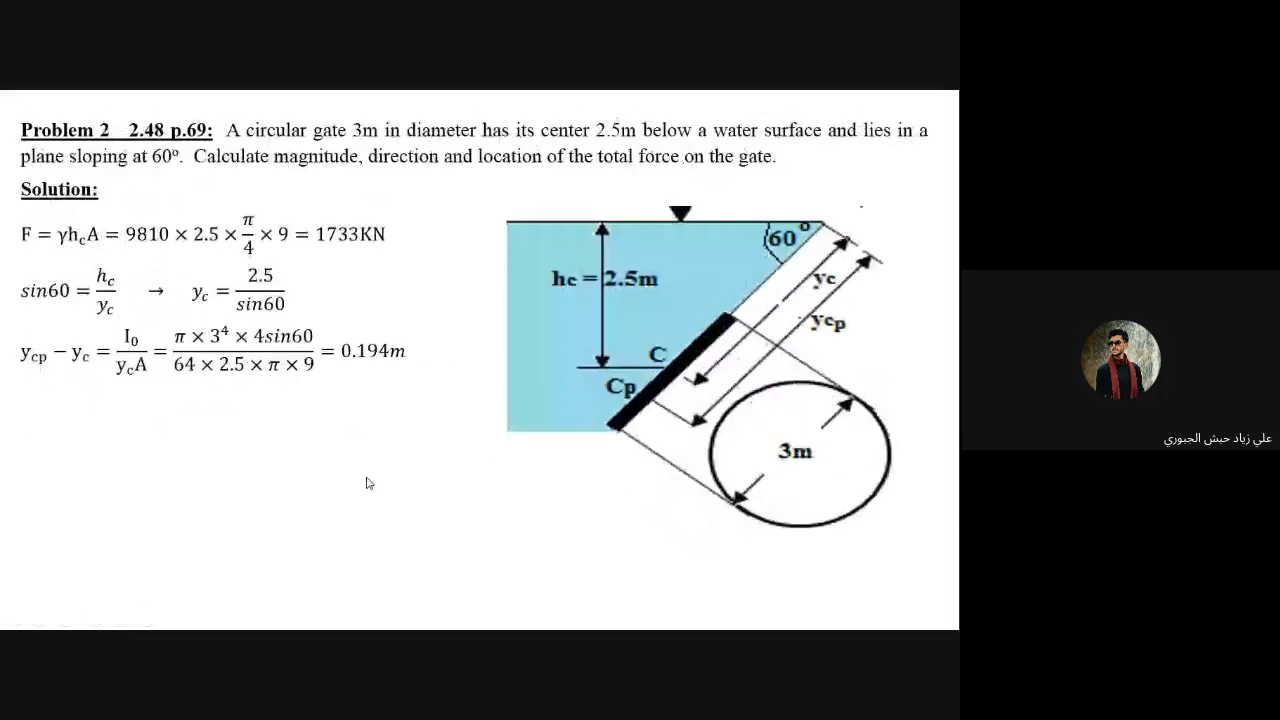 Problem 2 2.48 p.69: A circular gate 3m in diameter has its center 2.5m below a water surface and lies in a
plane sloping at 60°. Calculate magnitude, direction and location of the total force on the gate.
Solution:
F = γh_cA = 9810 × 2.5 × π/4 × 9 = 1733KN
sin60 = h_c/y_c → y_c = 2.5/sin60
y_cp − y_c = I_0/(y_cA) = (π × 3⁴ × 4sin60)/(64 × 2.5 × π × 9) = 0.194m
60°
hc = 2.5m
yc
ycp
C
Cp
3m
علي زياد حبش الجبوري